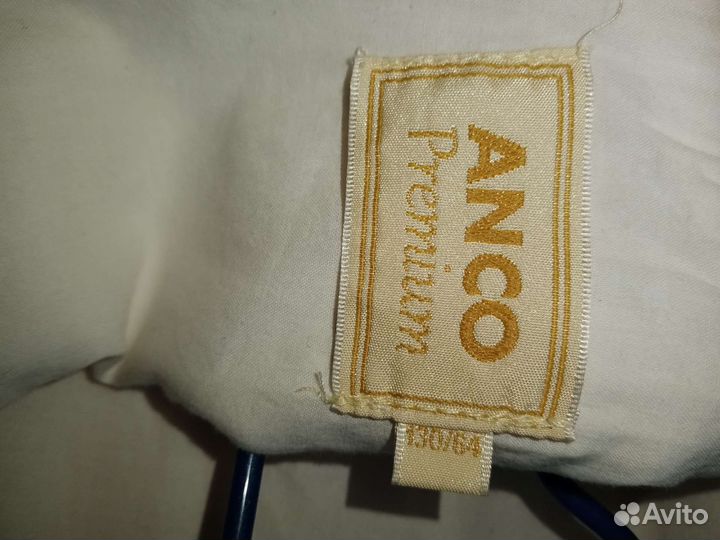 ANCO
Premium
130/64
Avito